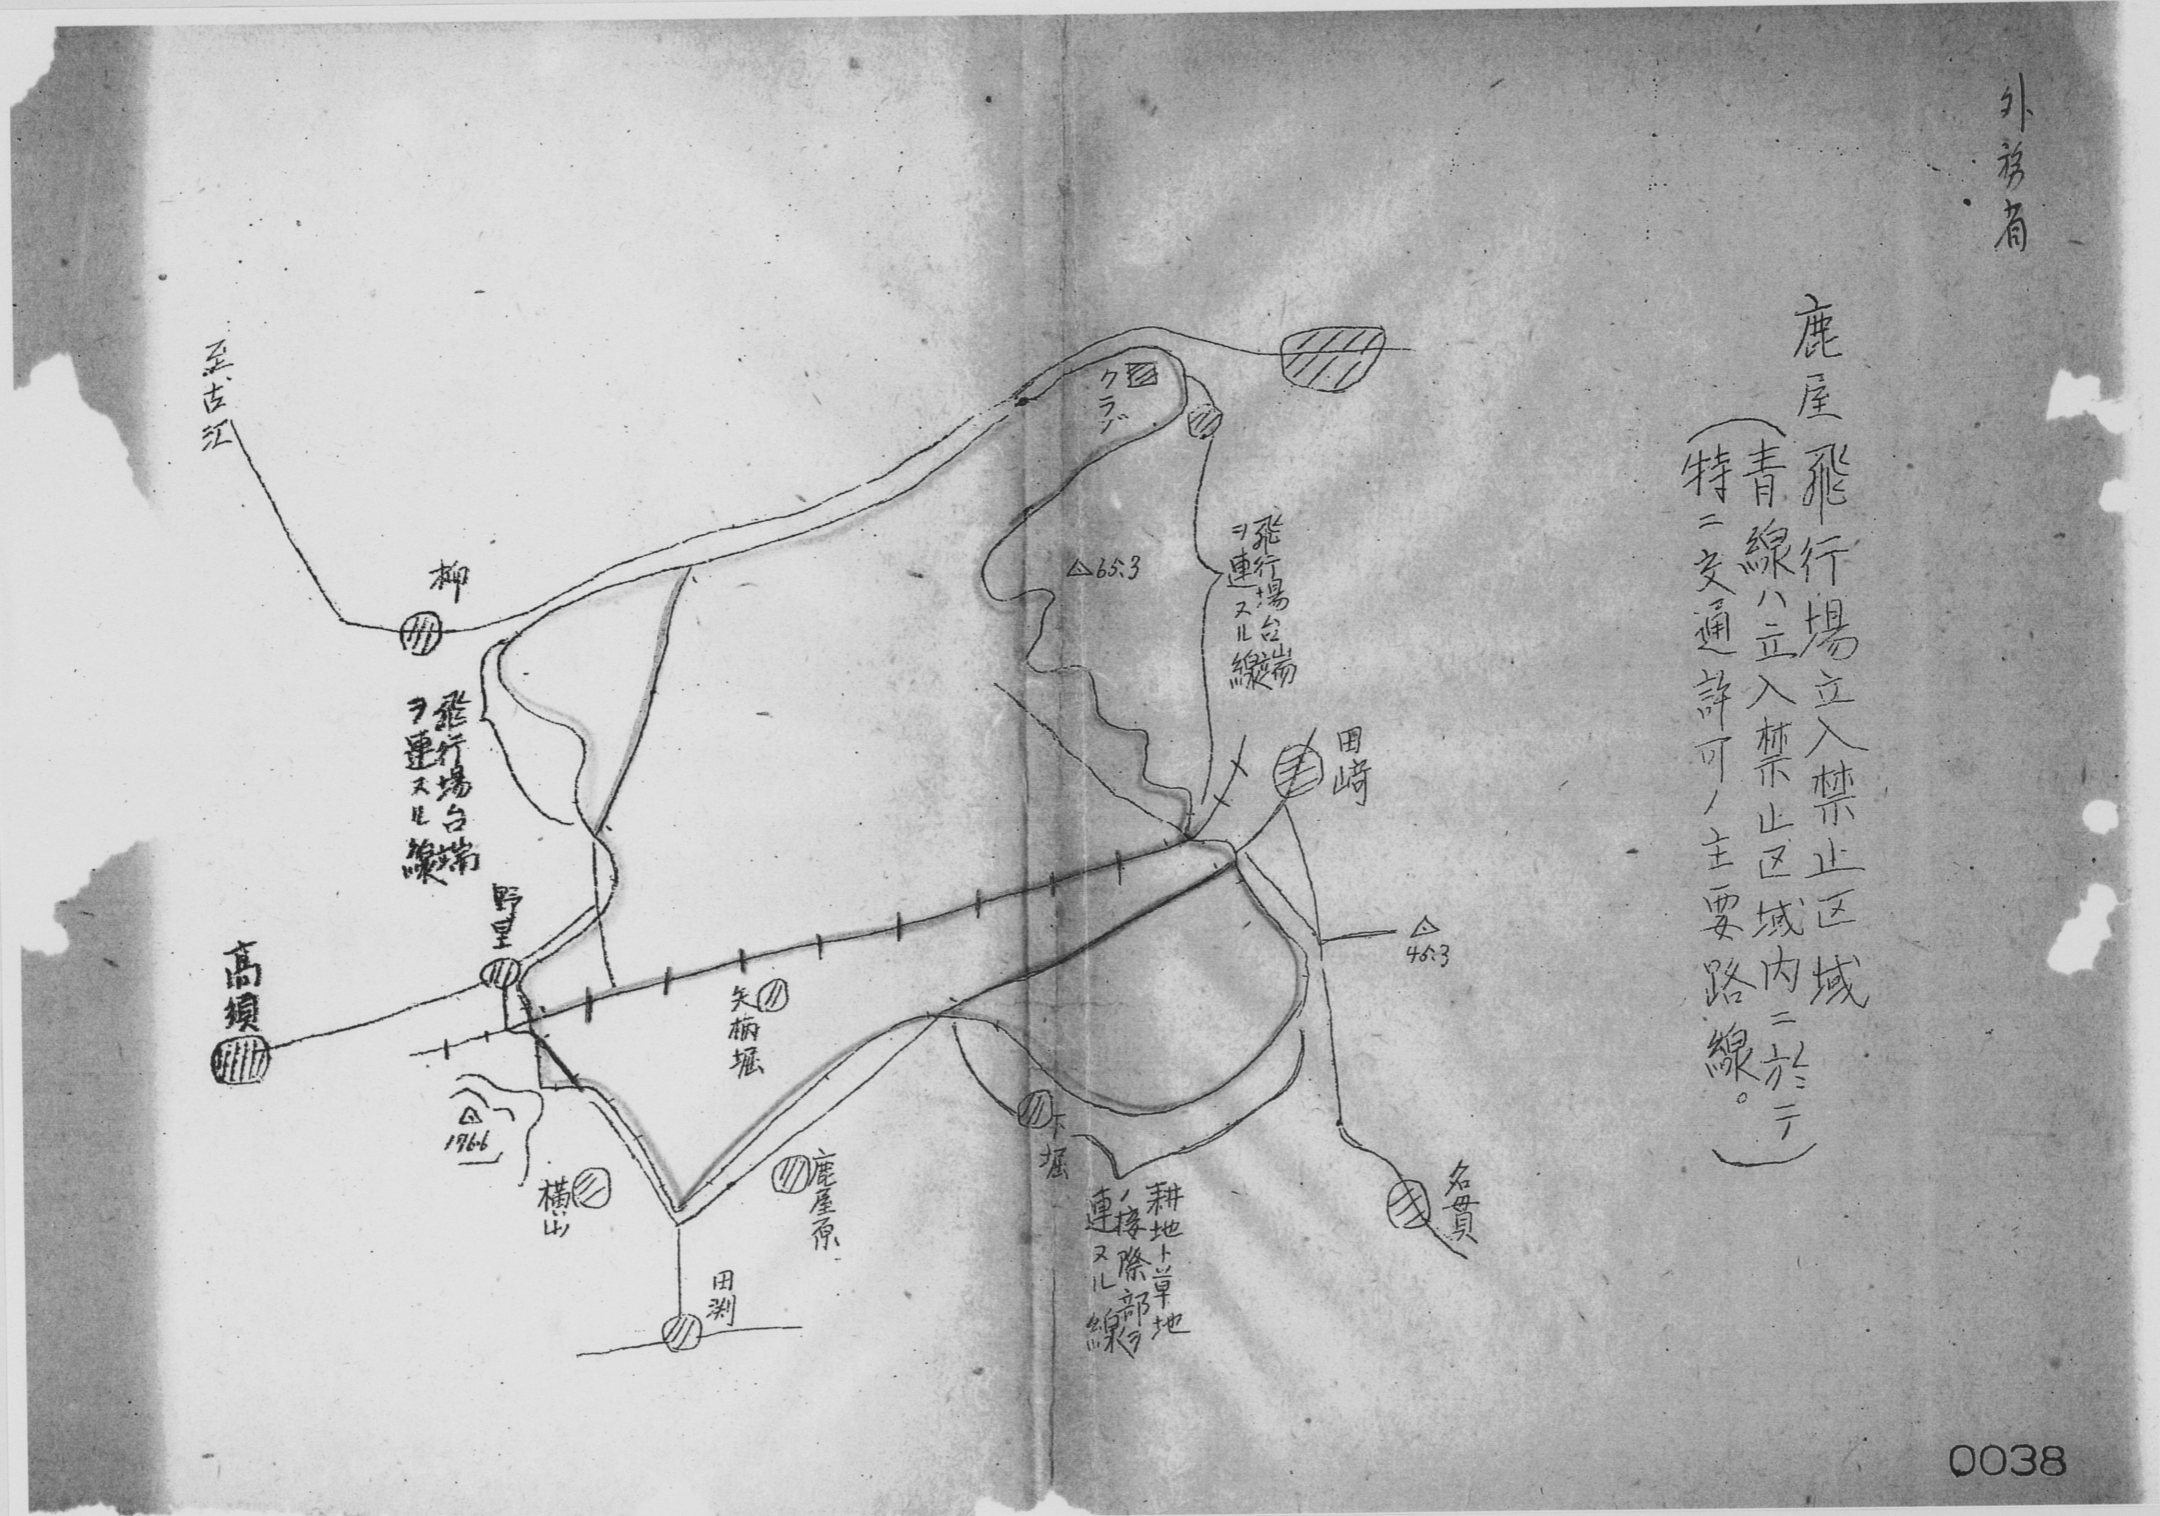 外務省
鹿屋飛行場立入禁止区域
（青線ハ立入禁止区域内ニ於テ
特ニ交通許可ノ主要路線。）
クラブ
△65.3
飛行場台端
ヲ連ヌル線
田崎
△
45.3
名貫
下堀
耕地ト草地
ノ接際部ヲ
連ヌル線
至古江
柳
飛行場台端
ヲ連ヌル線
野里
高須
矢柄堀
△
176.6
横山
鹿屋原
田渕
0038